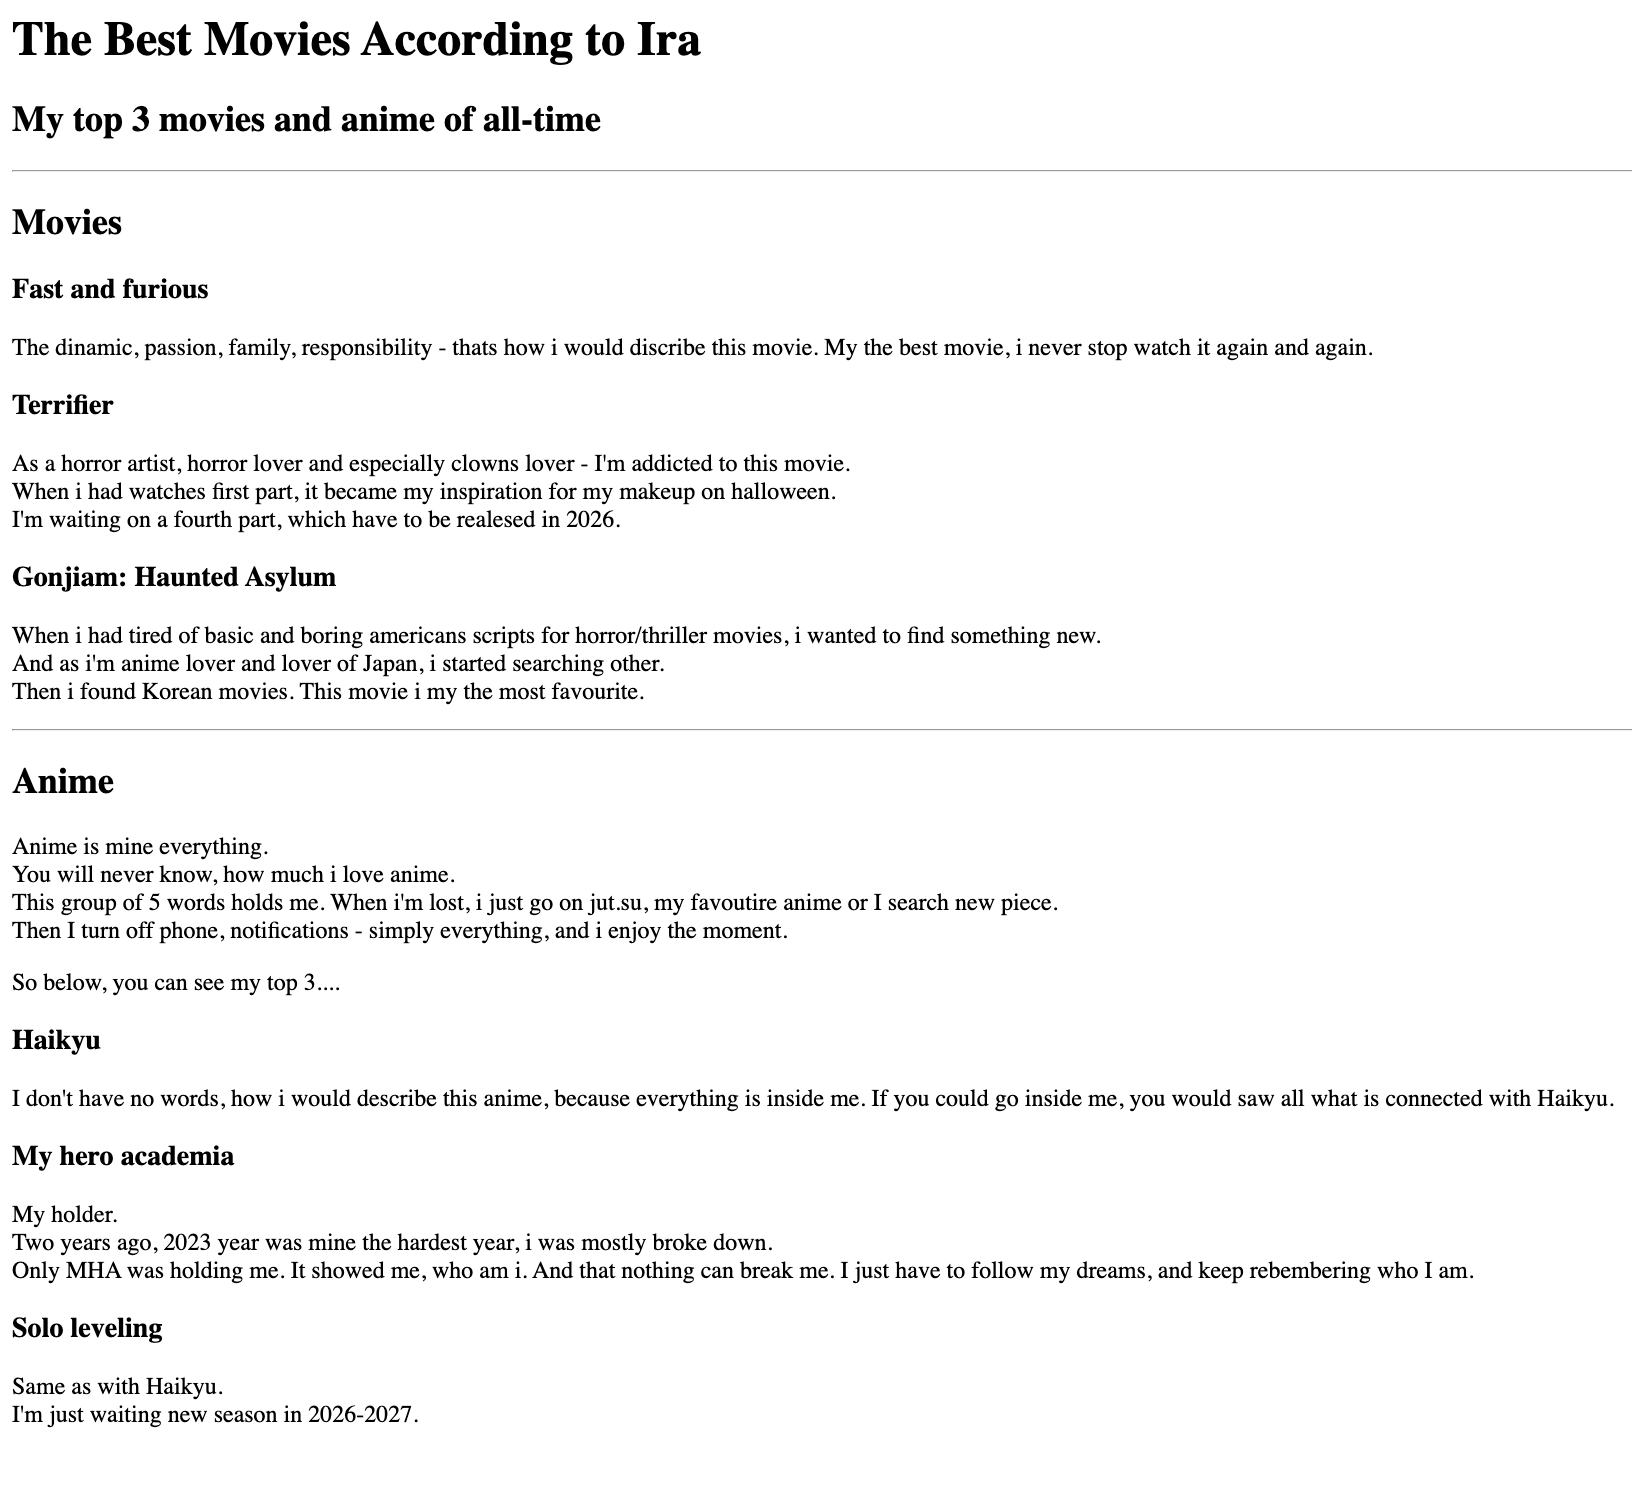 The Best Movies According to Ira
My top 3 movies and anime of all-time
Movies
Fast and furious
The dinamic, passion, family, responsibility - thats how i would discribe this movie. My the best movie, i never stop watch it again and again.
Terrifier
As a horror artist, horror lover and especially clowns lover - I'm addicted to this movie.
When i had watches first part, it became my inspiration for my makeup on halloween.
I'm waiting on a fourth part, which have to be realesed in 2026.
Gonjiam: Haunted Asylum
When i had tired of basic and boring americans scripts for horror/thriller movies, i wanted to find something new.
And as i'm anime lover and lover of Japan, i started searching other.
Then i found Korean movies. This movie i my the most favourite.
Anime
Anime is mine everything.
You will never know, how much i love anime.
This group of 5 words holds me. When i'm lost, i just go on jut.su, my favoutire anime or I search new piece.
Then I turn off phone, notifications - simply everything, and i enjoy the moment.
So below, you can see my top 3....
Haikyu
I don't have no words, how i would describe this anime, because everything is inside me. If you could go inside me, you would saw all what is connected with Haikyu.
My hero academia
My holder.
Two years ago, 2023 year was mine the hardest year, i was mostly broke down.
Only MHA was holding me. It showed me, who am i. And that nothing can break me. I just have to follow my dreams, and keep rebembering who I am.
Solo leveling
Same as with Haikyu.
I'm just waiting new season in 2026-2027.